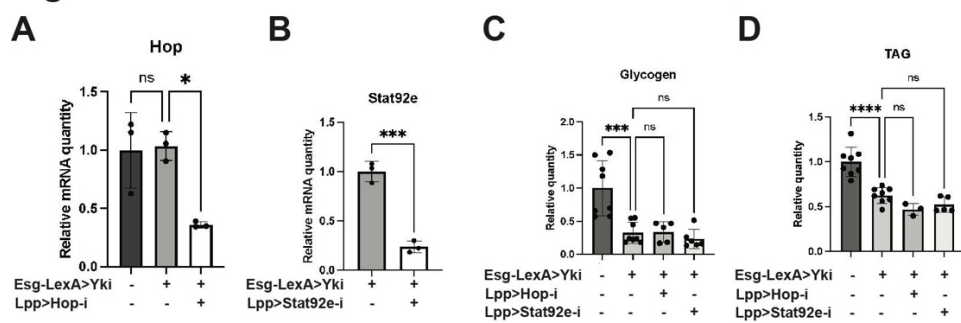 A
Hop
ns
*
Relative mRNA quantity
1.5
1.0
0.5
0.0
Esg-LexA>Yki - + +
Lpp>Hop-i - - +
B
Stat92e
***
Relative mRNA quantity
1.5
1.0
0.5
0.0
Esg-LexA>Yki + +
Lpp>Stat92e-i - +
C
Glycogen
ns
***
ns
Relative quantity
2.0
1.5
1.0
0.5
0.0
Esg-LexA>Yki - + + +
Lpp>Hop-i - - + -
Lpp>Stat92e-i - - - +
D
TAG
ns
****
ns
Relative quantity
1.5
1.0
0.5
0.0
Esg-LexA>Yki - + + +
Lpp>Hop-i - - + -
Lpp>Stat92e-i - - - +